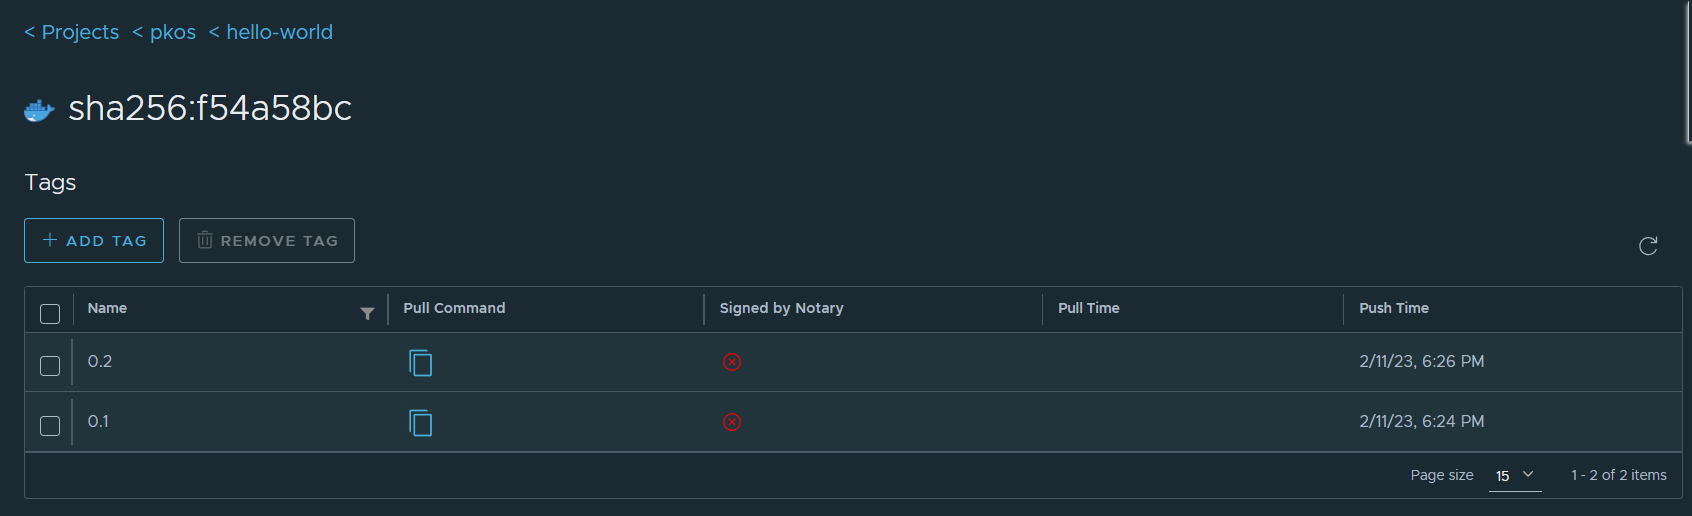 < Projects < pkos < hello-world
sha256:f54a58bc
Tags
+ ADD TAG REMOVE TAG
Name Pull Command Signed by Notary Pull Time Push Time
0.2 2/11/23, 6:26 PM
0.1 2/11/23, 6:24 PM
Page size 15 1 - 2 of 2 items